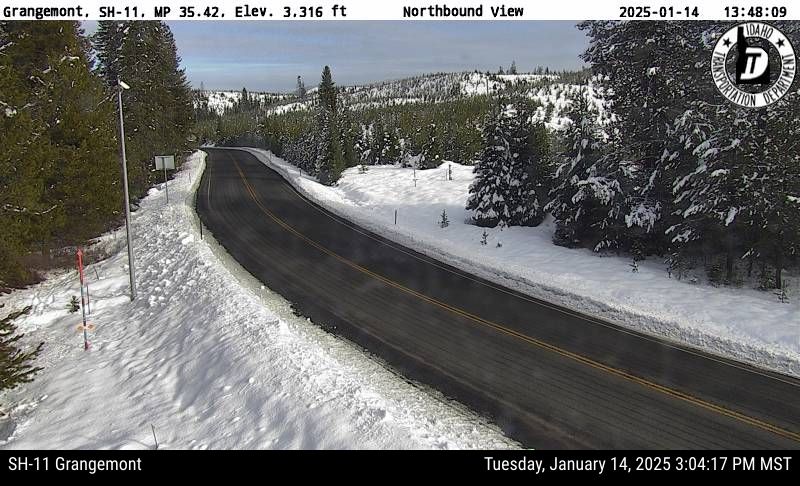 Grangemont, SH-11, MP 35.42, Elev. 3,316 ft Northbound View 2025-01-14 13:48:09
IDAHO
TRANSPORTATION DEPARTMENT
SH-11 Grangemont Tuesday, January 14, 2025 3:04:17 PM MST